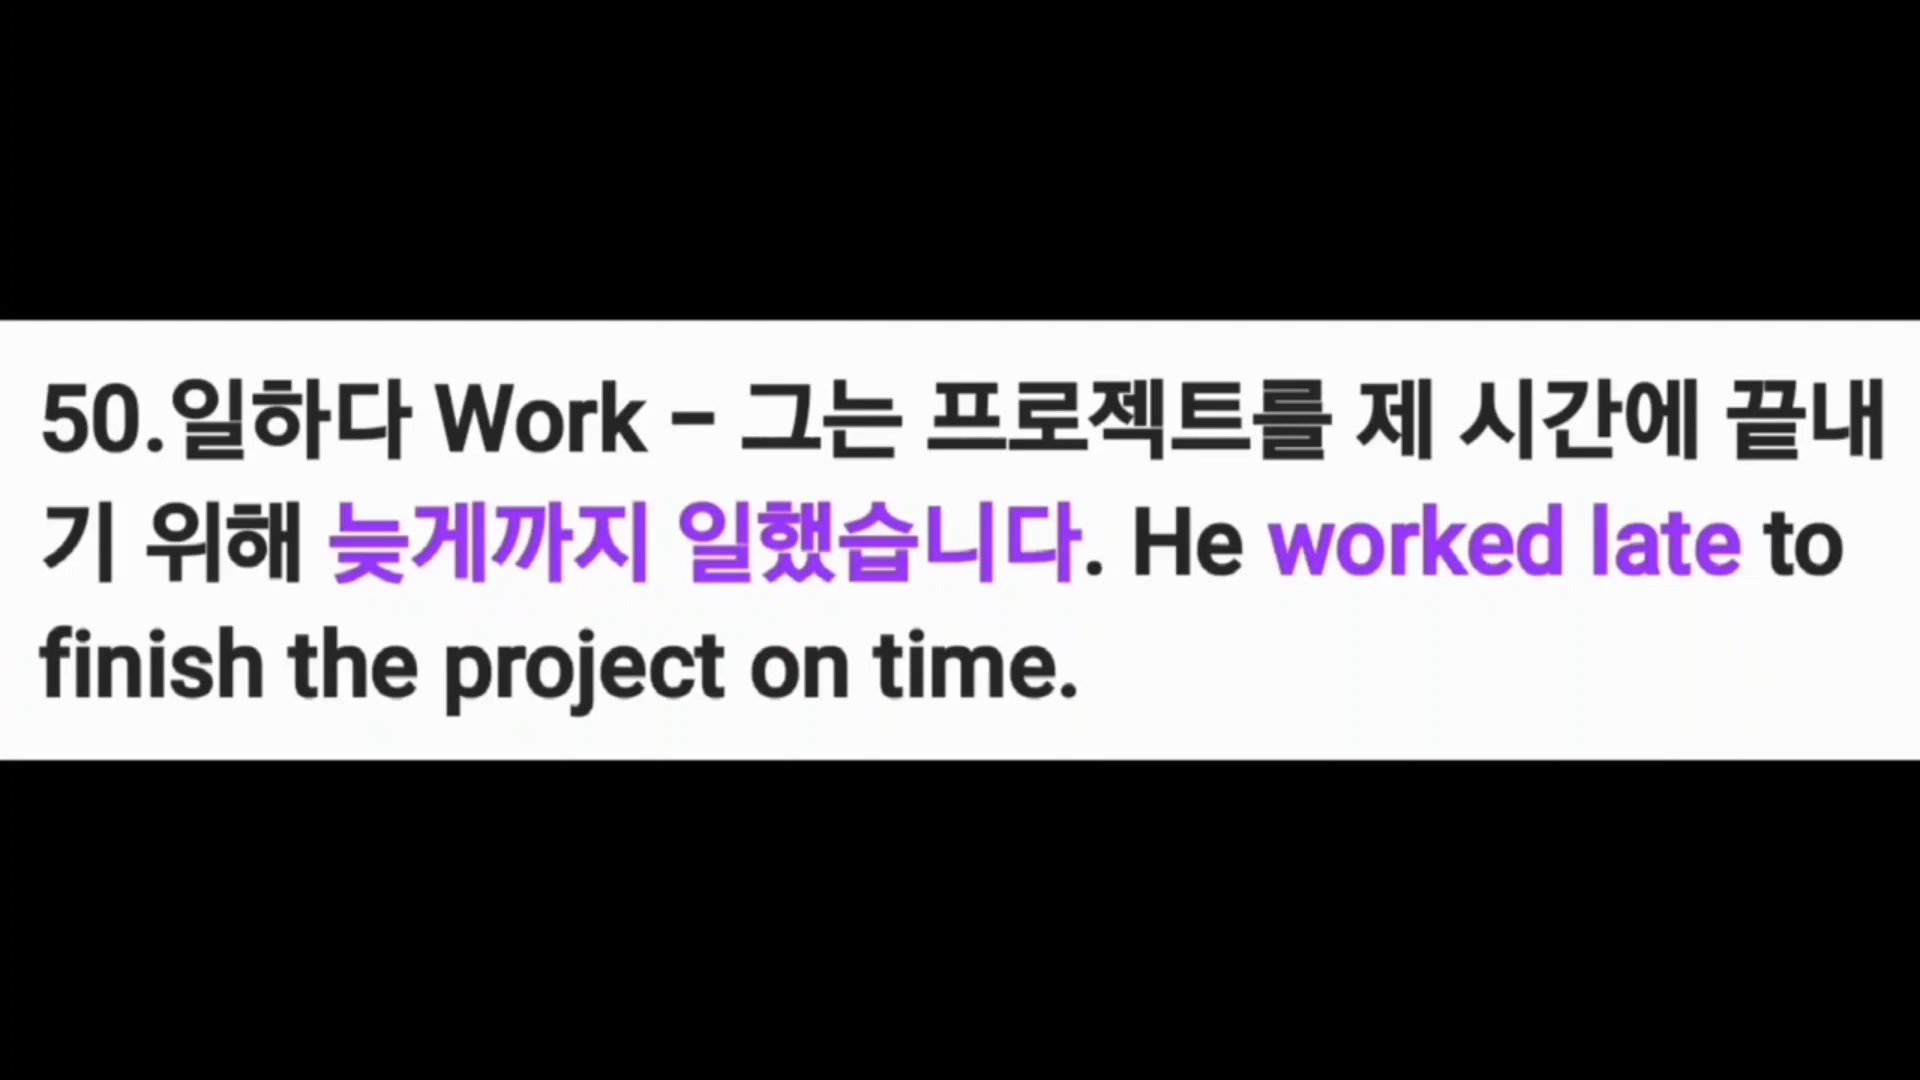 50.일하다 Work - 그는 프로젝트를 제 시간에 끝내
기 위해 늦게까지 일했습니다. He worked late to
finish the project on time.